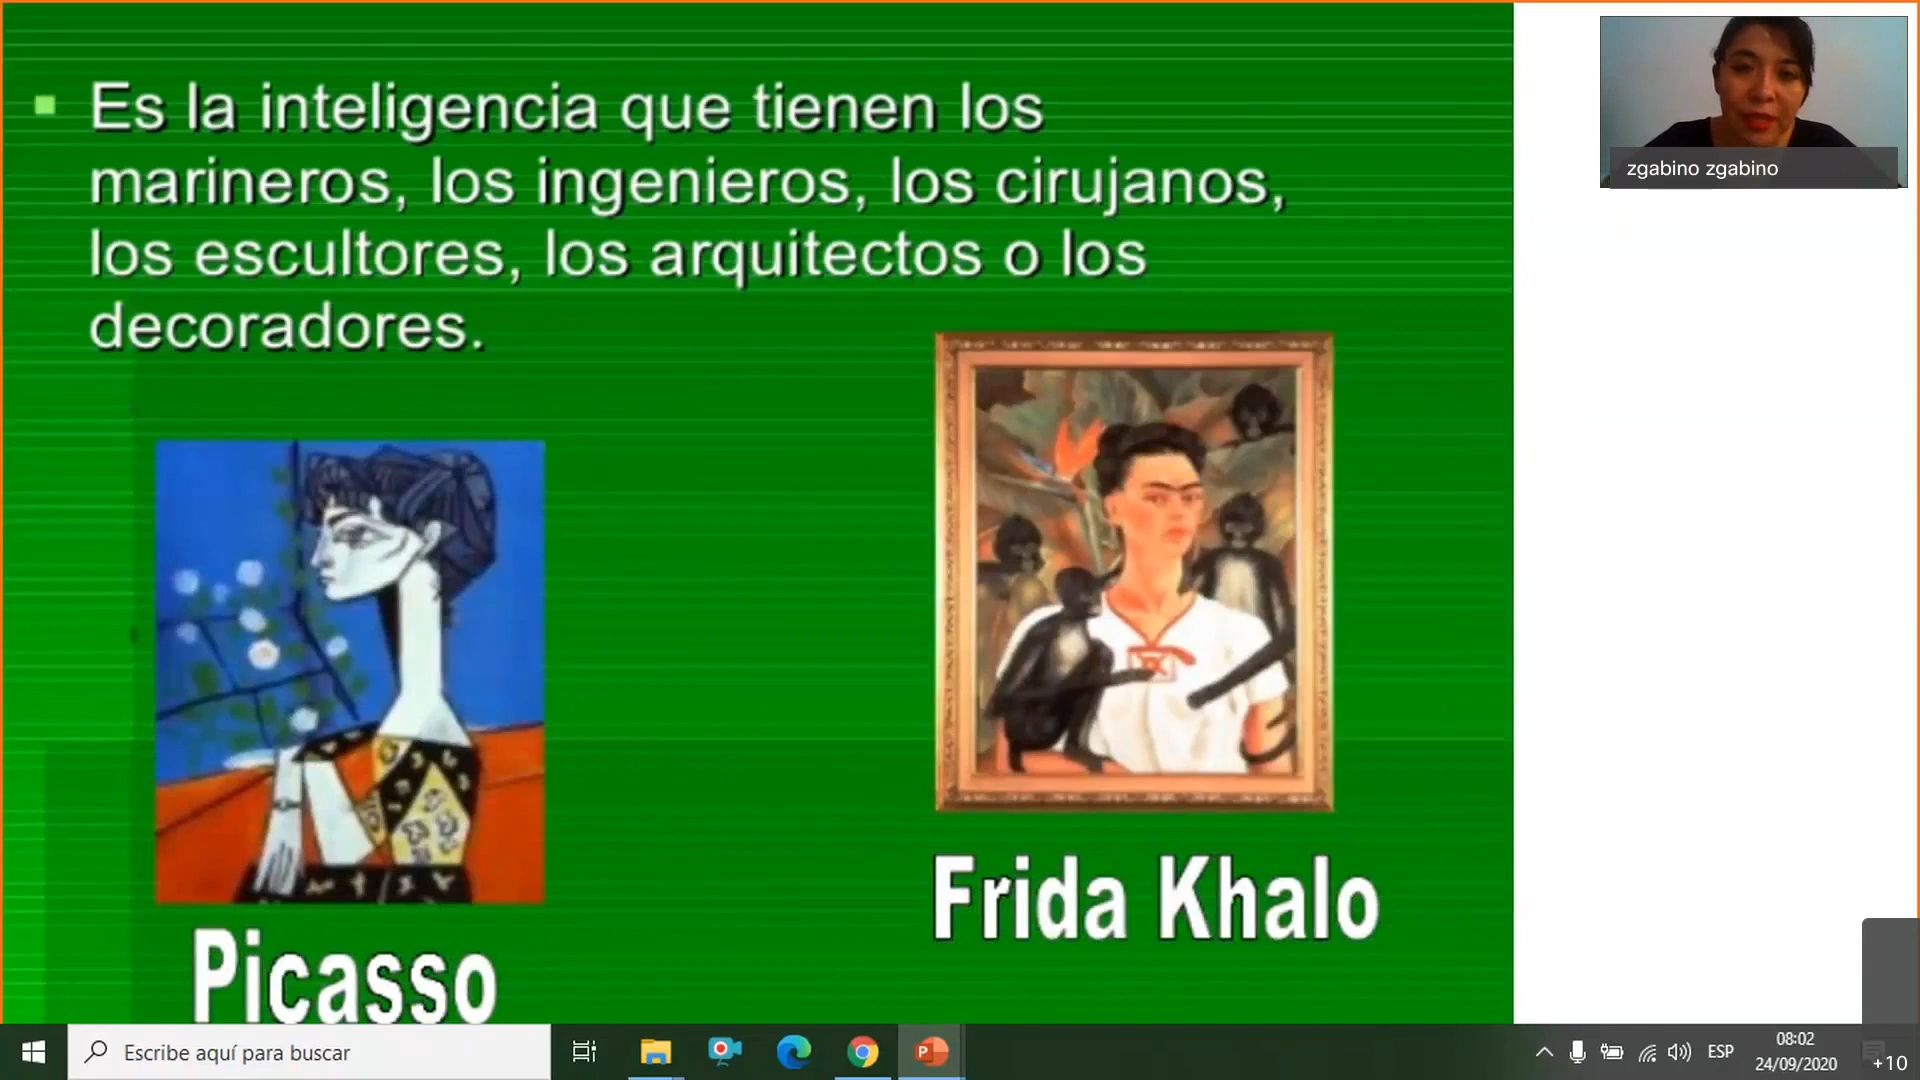 Es la inteligencia que tienen los
marineros, los ingenieros, los cirujanos,
los escultores, los arquitectos o los
decoradores.
Picasso
Frida Khalo
zgabino zgabino
Escribe aquí para buscar
ESP
08:02
24/09/2020
+10